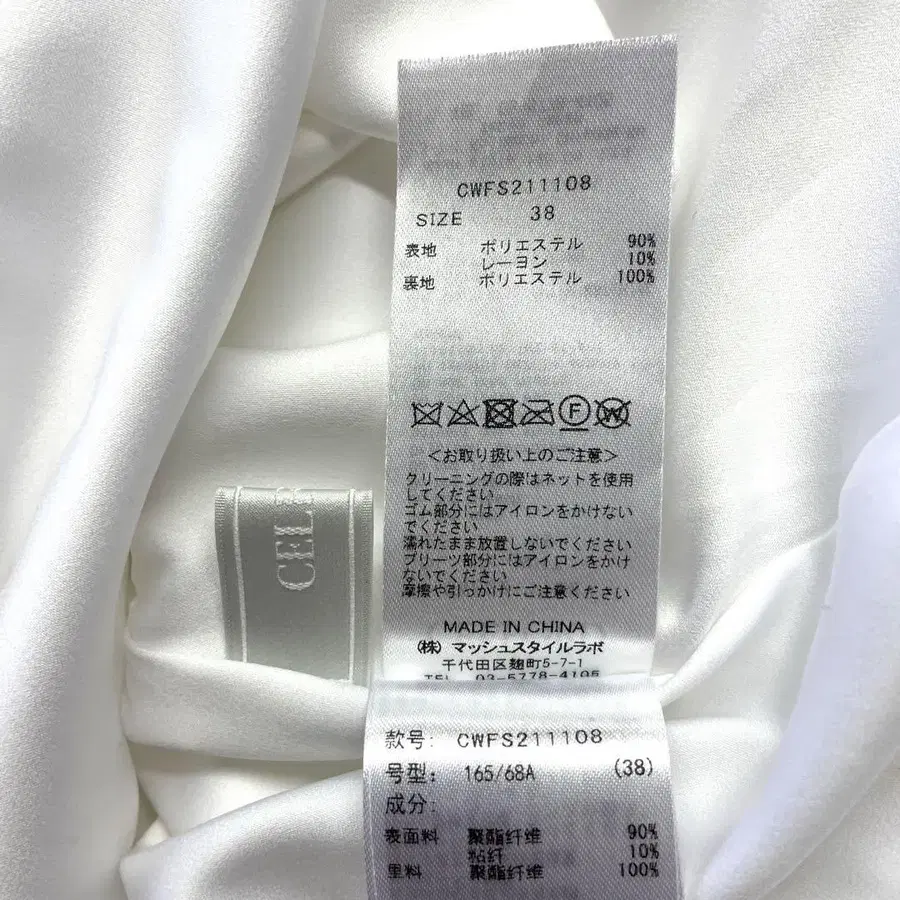 CWFS211108
SIZE 38
表地 ポリエステル 90%
レーヨン 10%
裏地 ポリエステル 100%
F
W
＜お取り扱い上のご注意＞
クリーニングの際はネットを使用
してください
ゴム部分にはアイロンをかけない
でください
濡れたまま放置しないでください
プリーツ部分にはアイロンをかけ
ないでください
摩擦や引っかけにご注意ください
MADE IN CHINA
(株) マッシュスタイルラボ
千代田区麹町5-7-1
TEL 03-5778-4105
CEL
款号: CWFS211108
号型: 165/68A (38)
成分:
表面料 聚酯纤维 90%
粘纤 10%
里料 聚酯纤维 100%